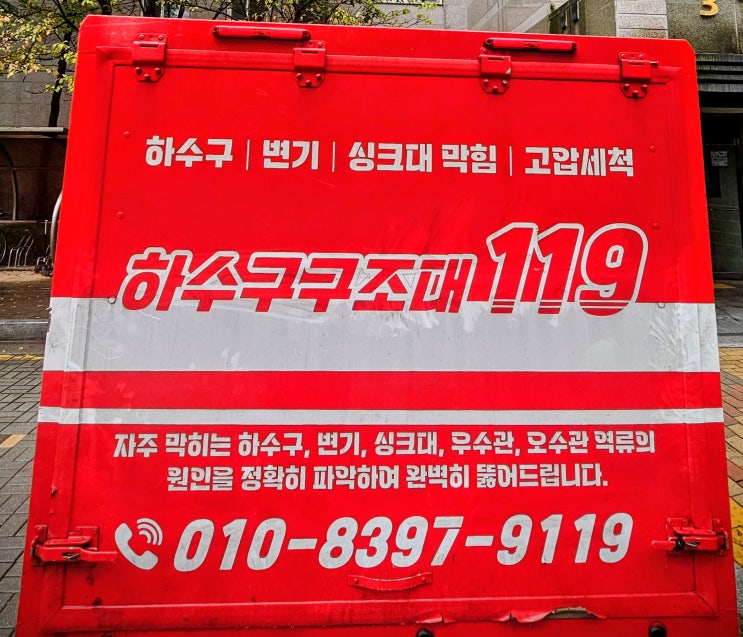 하수구 | 변기 | 싱크대 막힘 | 고압세척
하수구구조대 119
자주 막히는 하수구, 변기, 싱크대, 우수관, 오수관 역류의
원인을 정확히 파악하여 완벽히 뚫어드립니다.
010-8397-9119
3